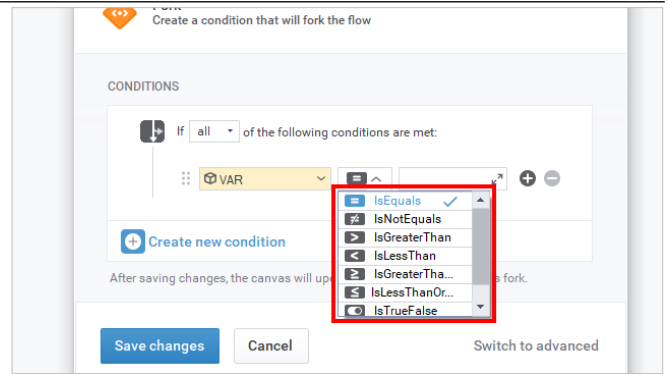 Create a condition that will fork the flow
CONDITIONS
If all of the following conditions are met:
VAR =
= IsEquals
≠ IsNotEquals
> IsGreaterThan
< IsLessThan
≥ IsGreaterTha...
≤ IsLessThanOr...
IsTrueFalse
Create new condition
After saving changes, the canvas will s fork.
Save changes Cancel Switch to advanced